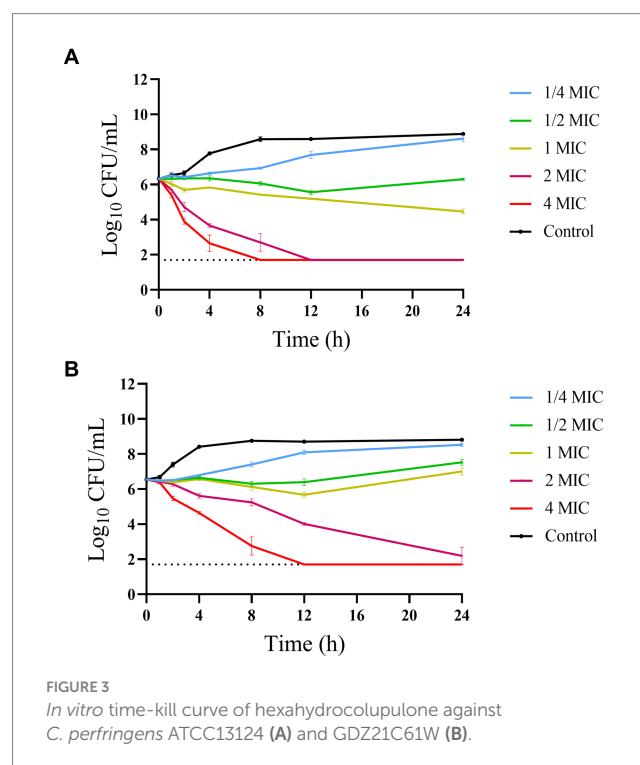 A
12
10
8
6
4
2
0
Log10 CFU/mL
0 4 8 12 16 20 24
Time (h)
1/4 MIC
1/2 MIC
1 MIC
2 MIC
4 MIC
Control
B
12
10
8
6
4
2
0
Log10 CFU/mL
0 4 8 12 16 20 24
Time (h)
1/4 MIC
1/2 MIC
1 MIC
2 MIC
4 MIC
Control
FIGURE 3
In vitro time-kill curve of hexahydrocolupulone against
C. perfringens ATCC13124 (A) and GDZ21C61W (B).